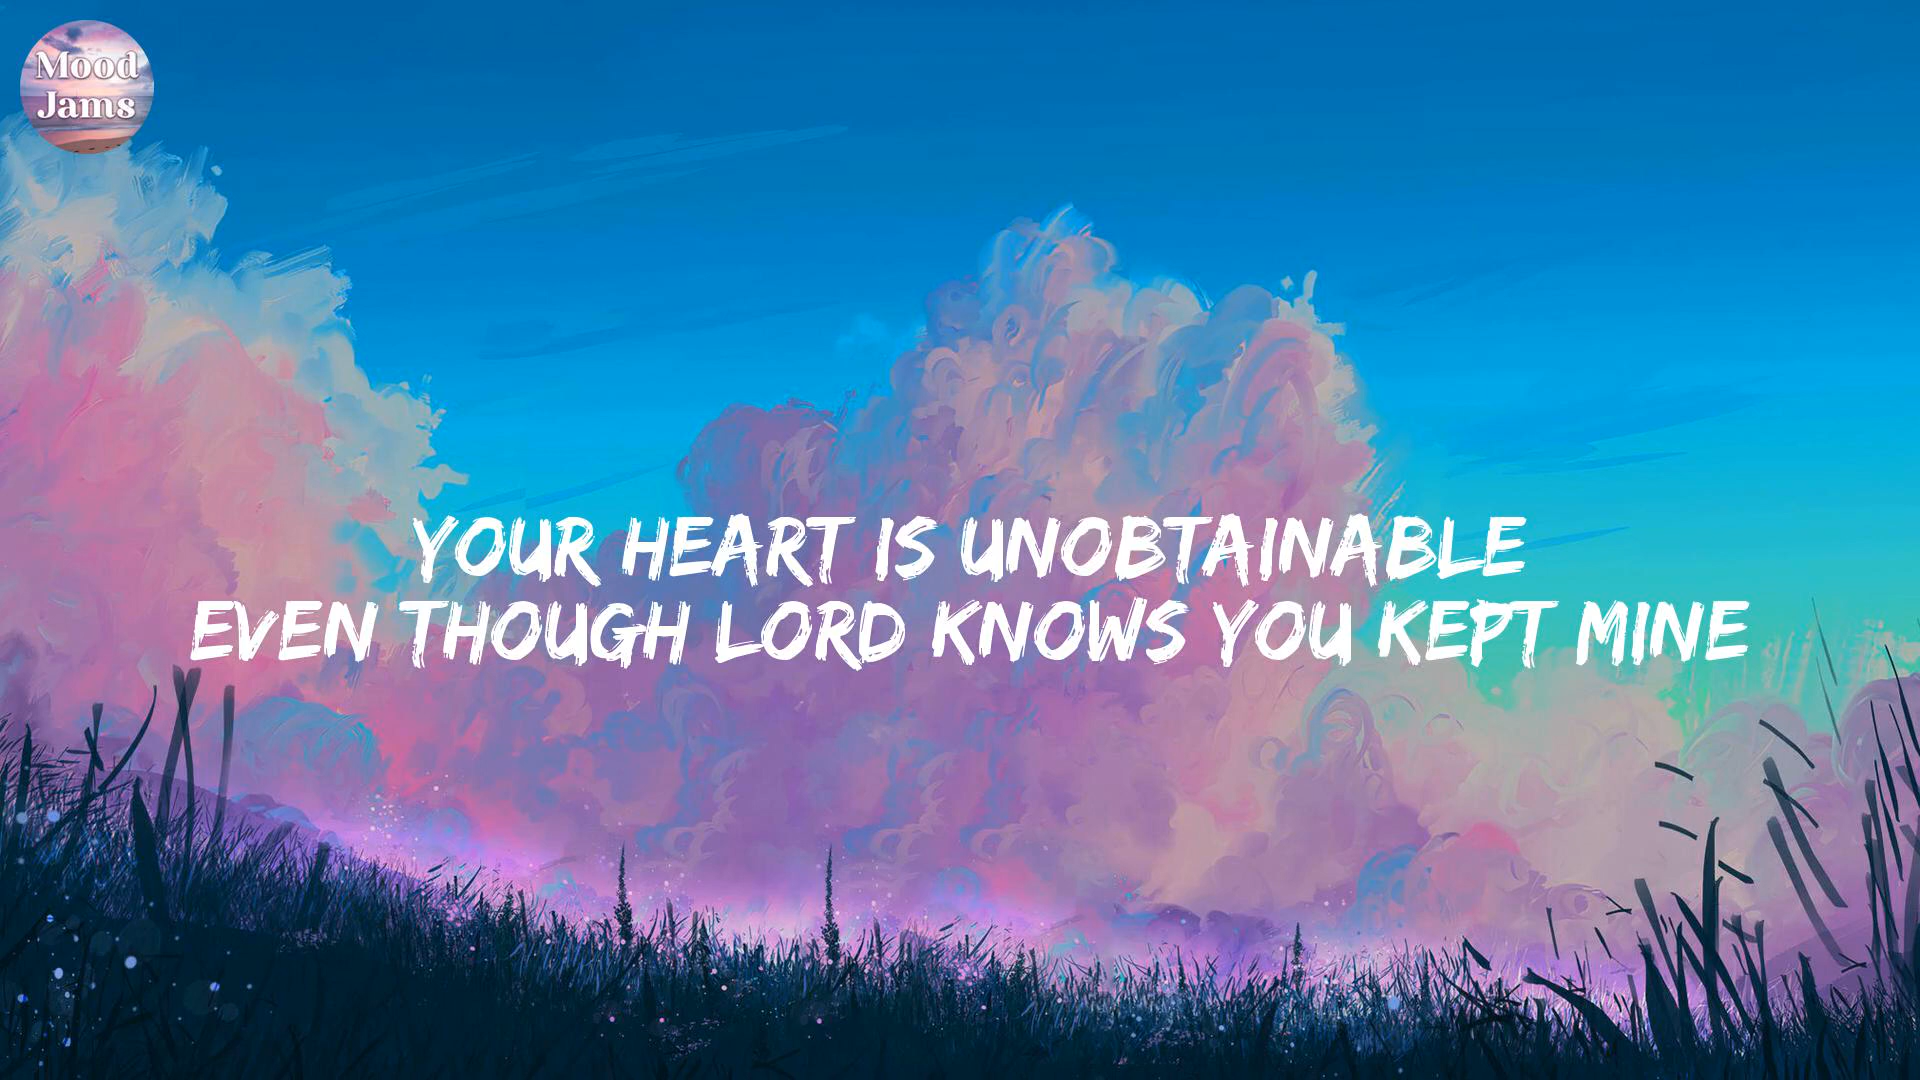 Mood
Jams
YOUR HEART IS UNOBTAINABLE
EVEN THOUGH LORD KNOWS YOU KEPT MINE